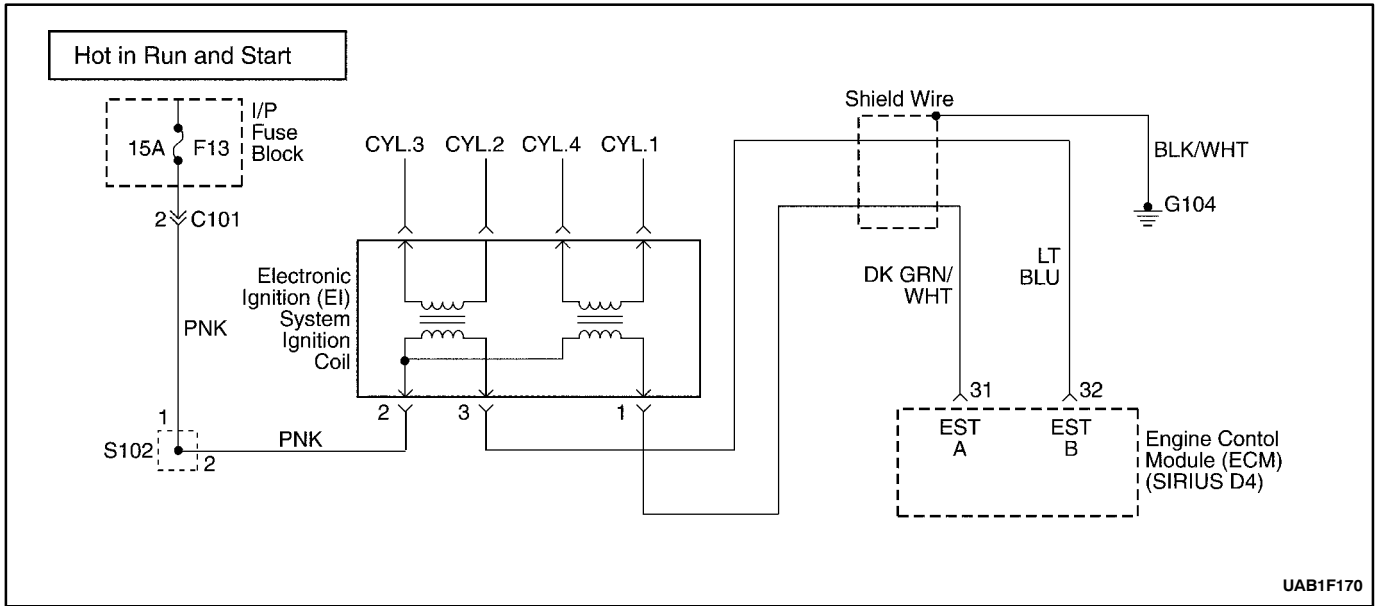 Hot in Run and Start
I/P
Fuse
Block
15A
F13
2
C101
CYL.3
CYL.2
CYL.4
CYL.1
Shield Wire
BLK/WHT
G104
Electronic
Ignition (EI)
System
Ignition
Coil
PNK
DK GRN/
WHT
LT
BLU
2
3
1
31
32
1
S102
2
PNK
EST
A
EST
B
Engine Contol
Module (ECM)
(SIRIUS D4)
UAB1F170